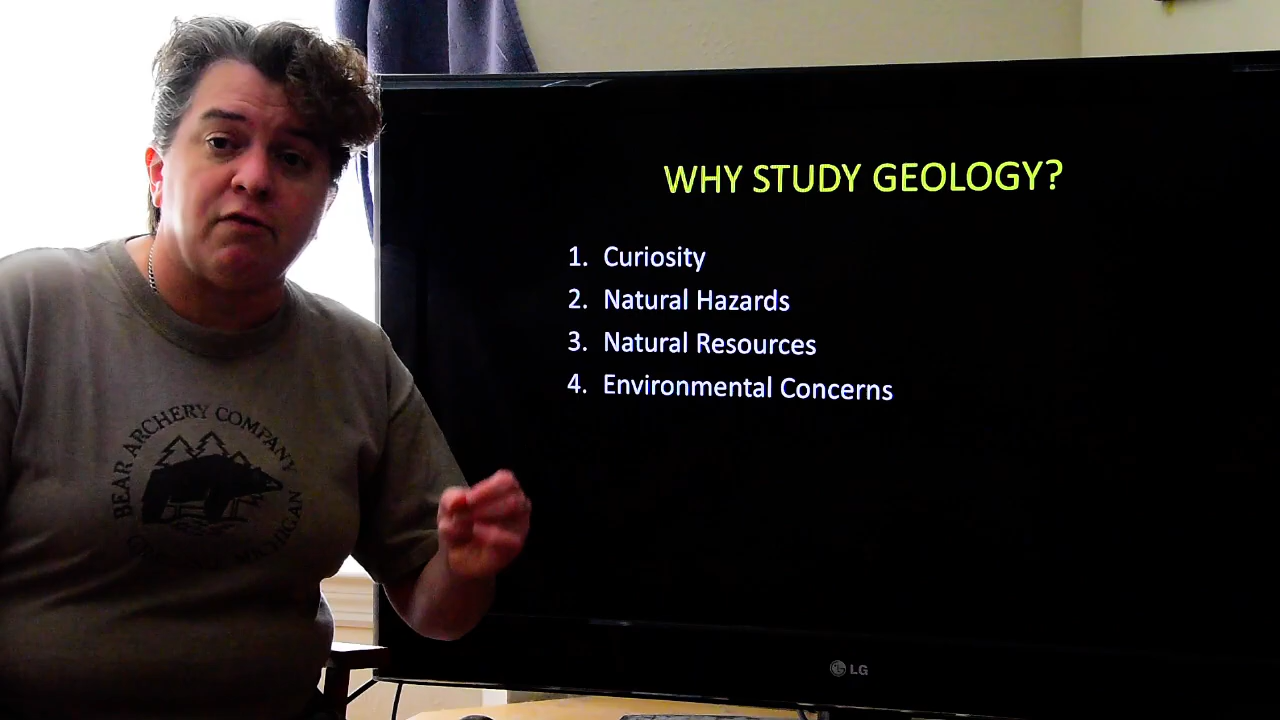 WHY STUDY GEOLOGY?
1. Curiosity
2. Natural Hazards
3. Natural Resources
4. Environmental Concerns
BEAR ARCHERY COMPANY
MICHIGAN
LG